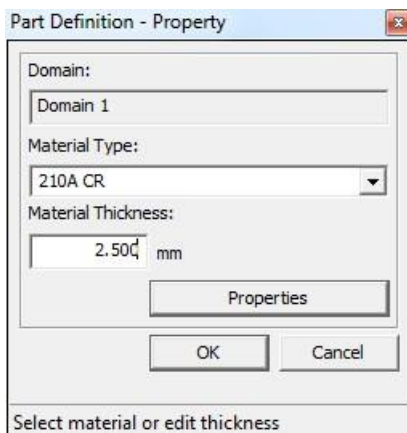 Part Definition - Property
x
Domain:
Domain 1
Material Type:
210A CR
Material Thickness:
2.500 mm
Properties
OK Cancel
Select material or edit thickness